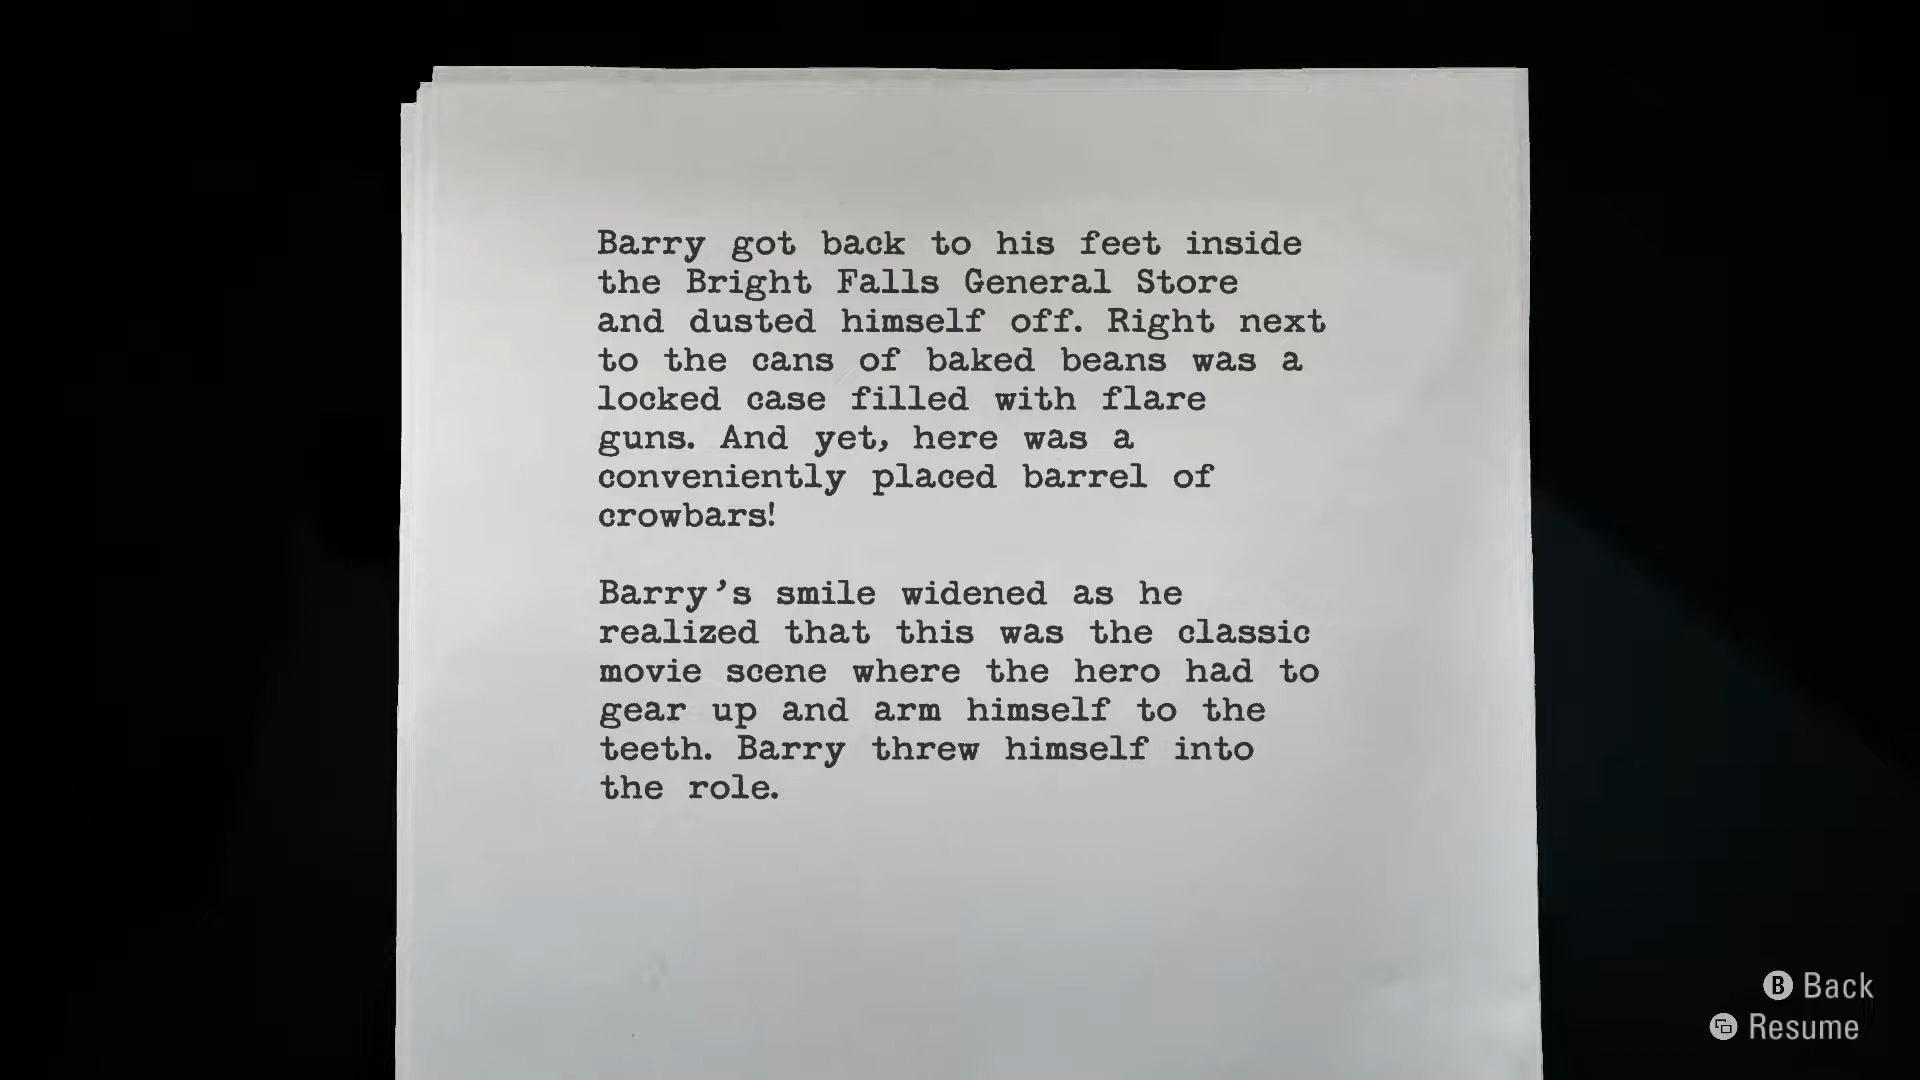 Barry got back to his feet inside
the Bright Falls General Store
and dusted himself off. Right next
to the cans of baked beans was a
locked case filled with flare
guns. And yet, here was a
conveniently placed barrel of
crowbars!
Barry's smile widened as he
realized that this was the classic
movie scene where the hero had to
gear up and arm himself to the
teeth. Barry threw himself into
the role.
B Back
Resume